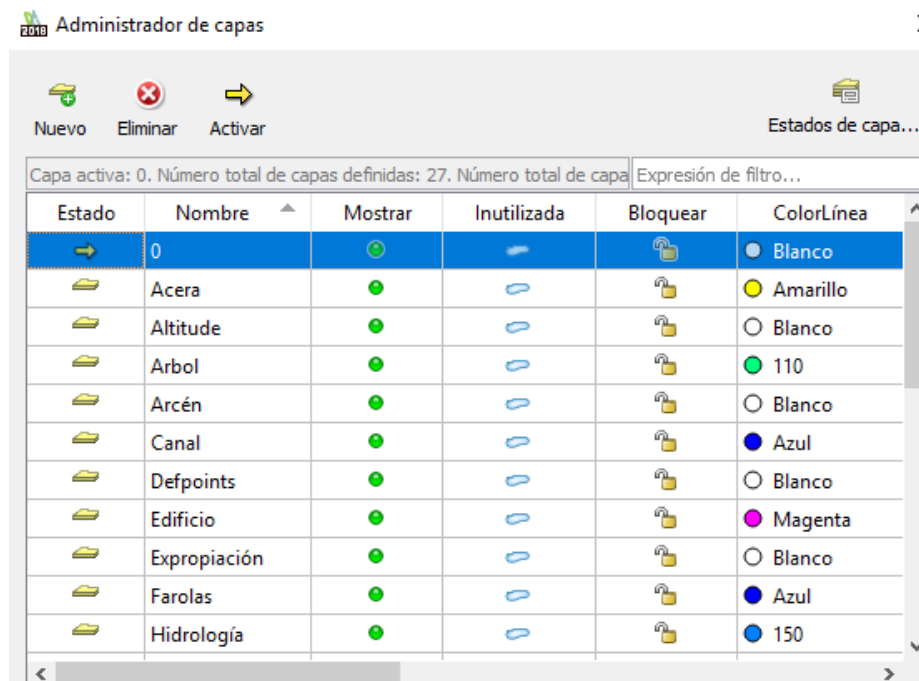 2018 Administrador de capas
Nuevo Eliminar Activar Estados de capa...
Capa activa: 0. Número total de capas definidas: 27. Número total de capa Expresión de filtro...
Estado Nombre Mostrar Inutilizada Bloquear ColorLínea
0 Blanco
Acera Amarillo
Altitude Blanco
Arbol 110
Arcén Blanco
Canal Azul
Defpoints Blanco
Edificio Magenta
Expropiación Blanco
Farolas Azul
Hidrología 150